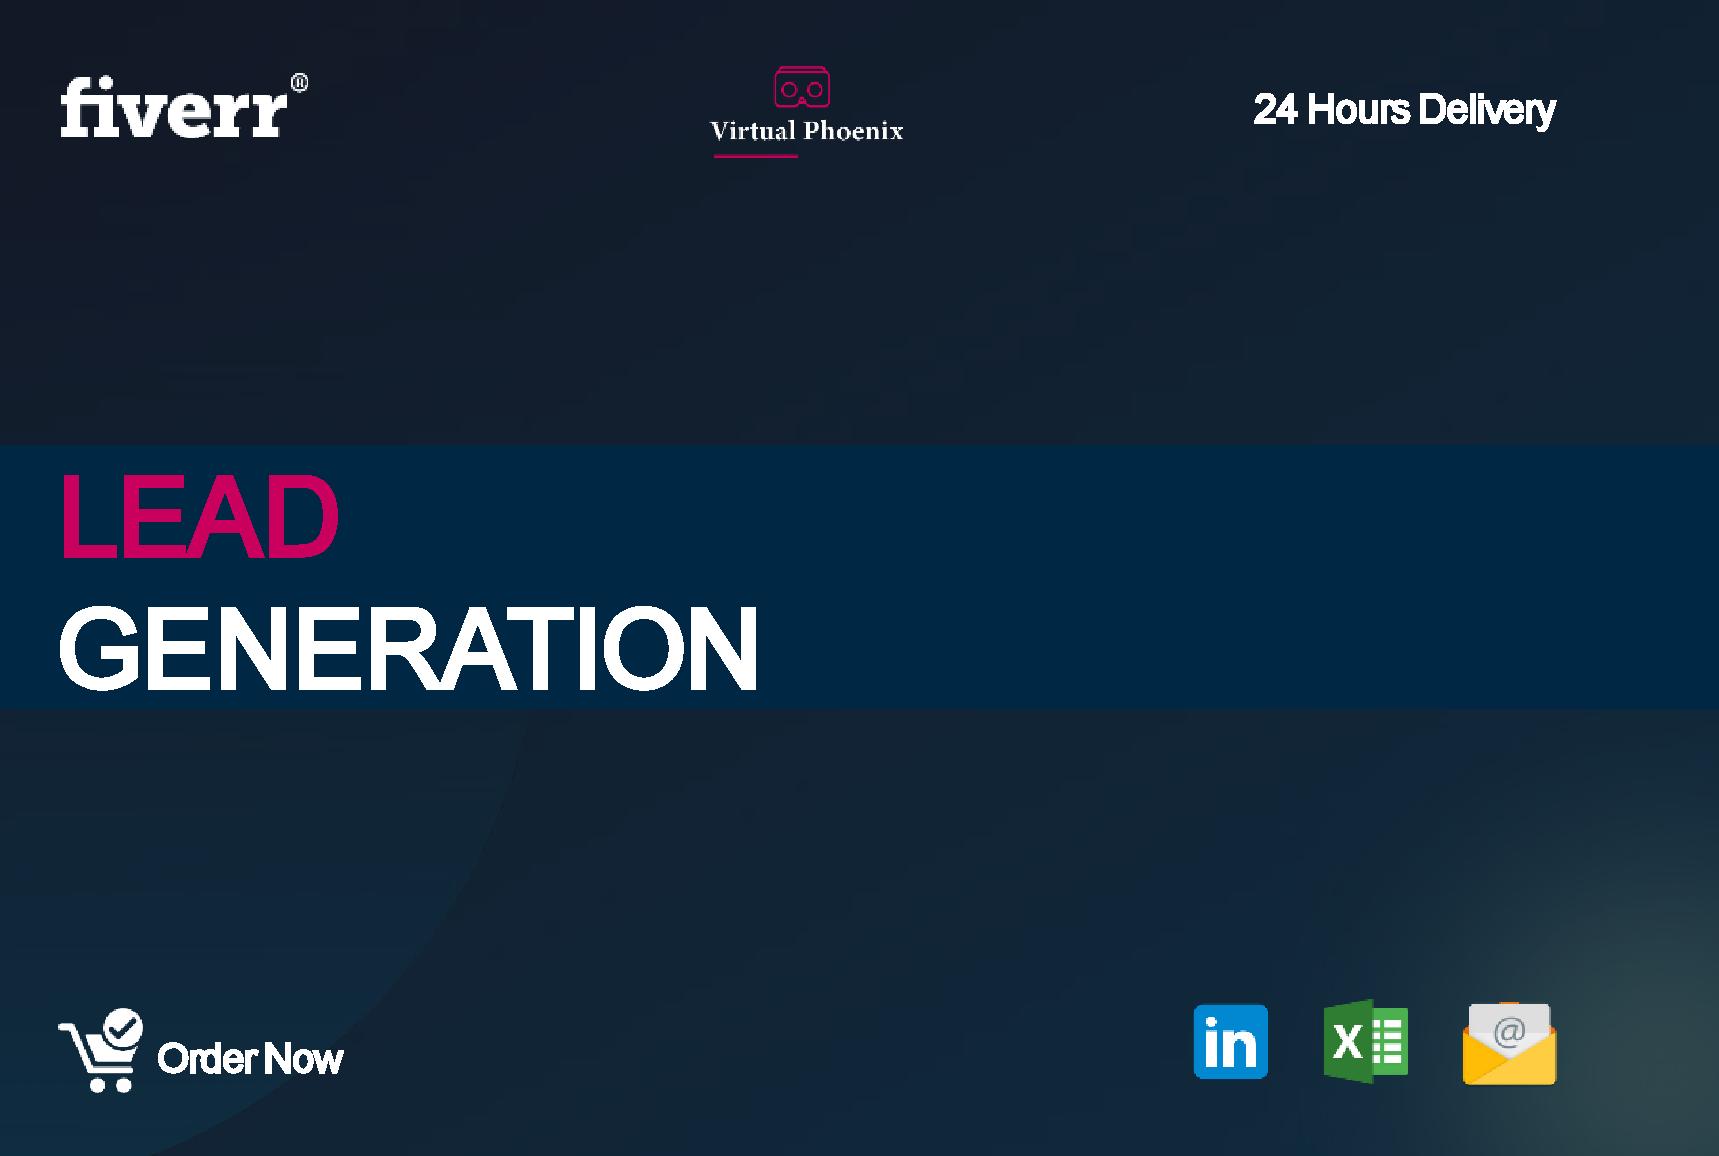 fiverr®
Virtual Phoenix
24 Hours Delivery
LEAD
GENERATION
Order Now
in
X
@